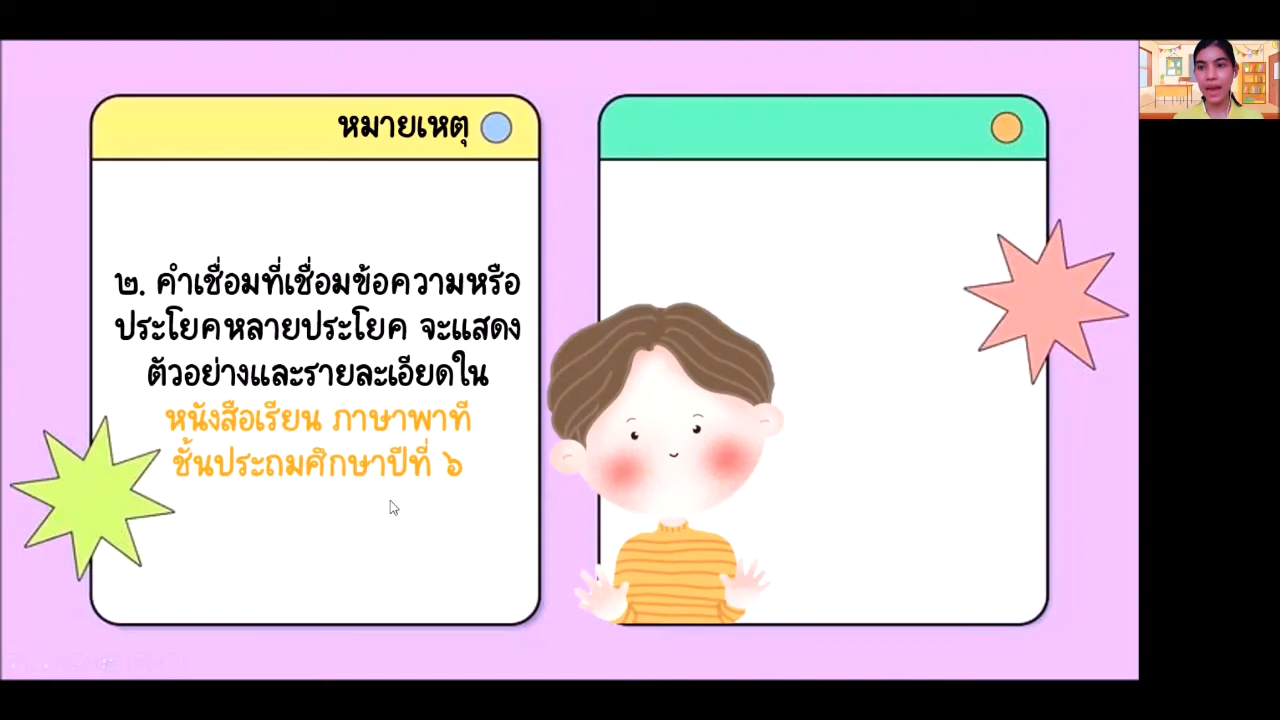 หมายเหตุ
๒. คำเชื่อมที่เชื่อมข้อความหรือ
ประโยคหลายประโยค จะแสดง
ตัวอย่างและรายละเอียดใน
หนังสือเรียน ภาษาพาที
ชั้นประถมศึกษาปีที่ ๖